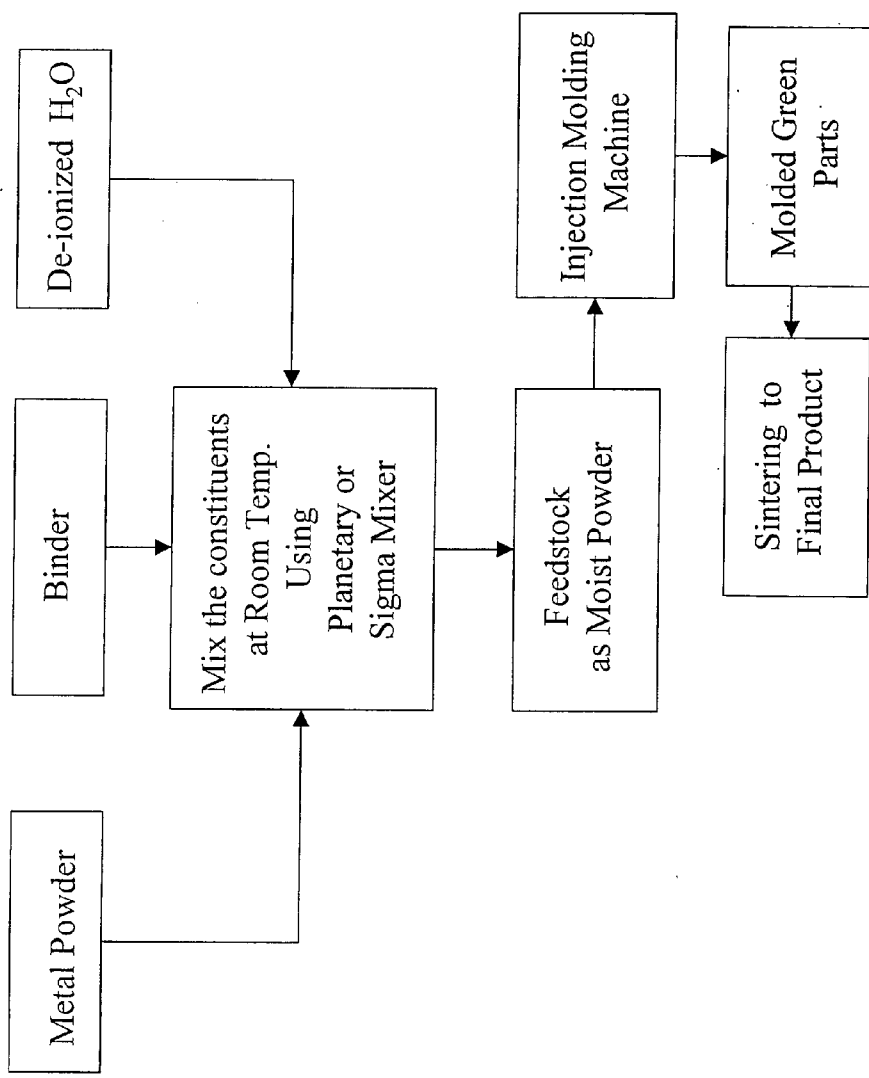 Metal Powder
Binder
De-ionized H₂O
Mix the constituents
at Room Temp.
Using
Planetary or
Sigma Mixer
Feedstock
as Moist Powder
Injection Molding
Machine
Molded Green
Parts
Sintering to
Final Product